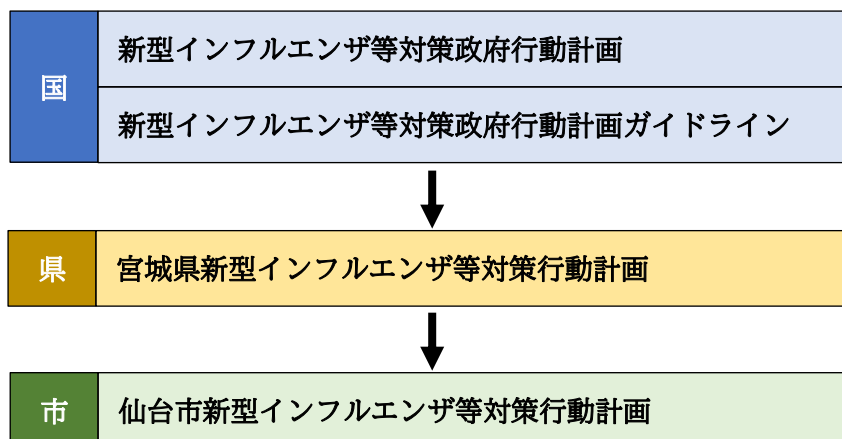 国
新型インフルエンザ等対策政府行動計画
新型インフルエンザ等対策政府行動計画ガイドライン
県
宮城県新型インフルエンザ等対策行動計画
市
仙台市新型インフルエンザ等対策行動計画